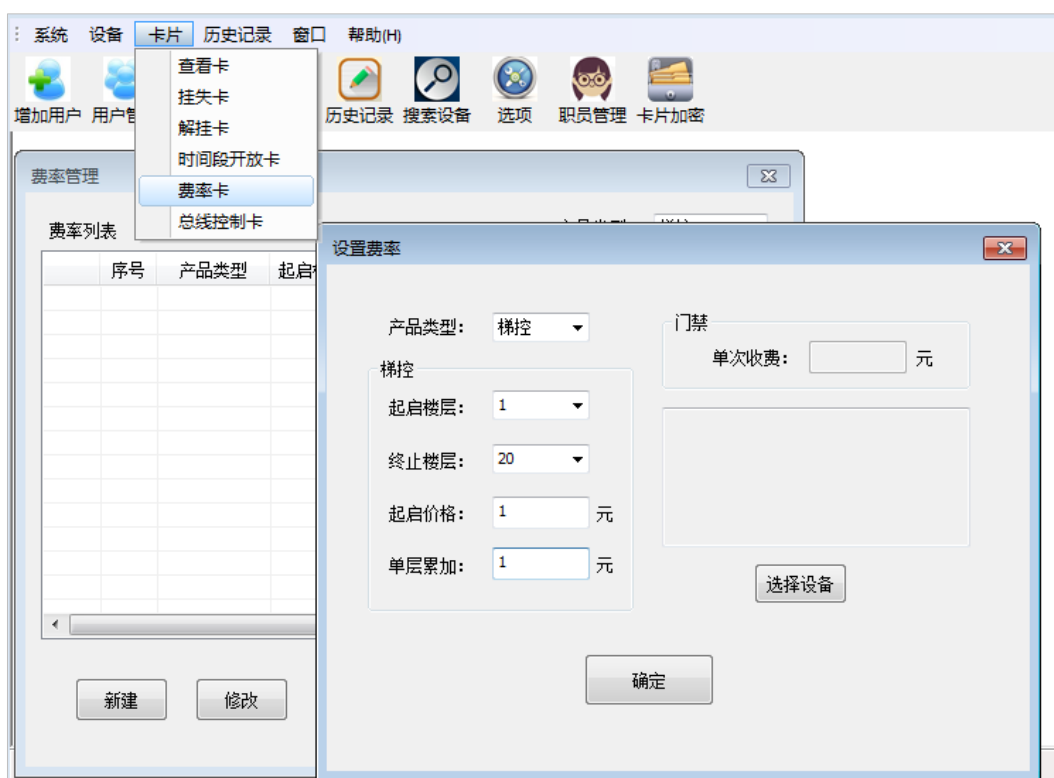 系统 设备 卡片 历史记录 窗口 帮助(H)
查看卡
挂失卡
解挂卡
时间段开放卡
费率卡
总线控制卡
增加用户 用户管 历史记录 搜索设备 选项 职员管理 卡片加密
费率管理
费率列表
序号 产品类型 起启
设置费率
产品类型: 梯控
梯控
起启楼层: 1
终止楼层: 20
起启价格: 1 元
单层累加: 1 元
门禁
单次收费: 元
选择设备
确定
新建 修改